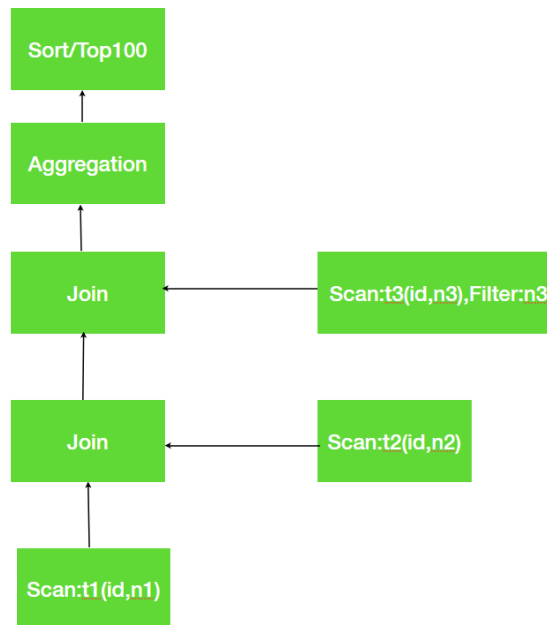 Sort/Top100
Aggregation
Join
Scan:t3(id,n3),Filter:n3
Join
Scan:t2(id,n2)
Scan:t1(id,n1)